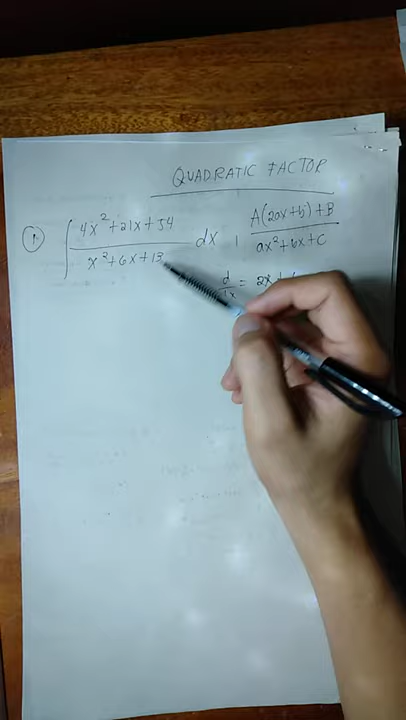 QUADRATIC FACTOR
① ∫ (4x² + 21x + 54)/(x² + 6x + 13) dx | (A(2ax+b) + B)/(ax² + bx + c)
d/dx = 2x +